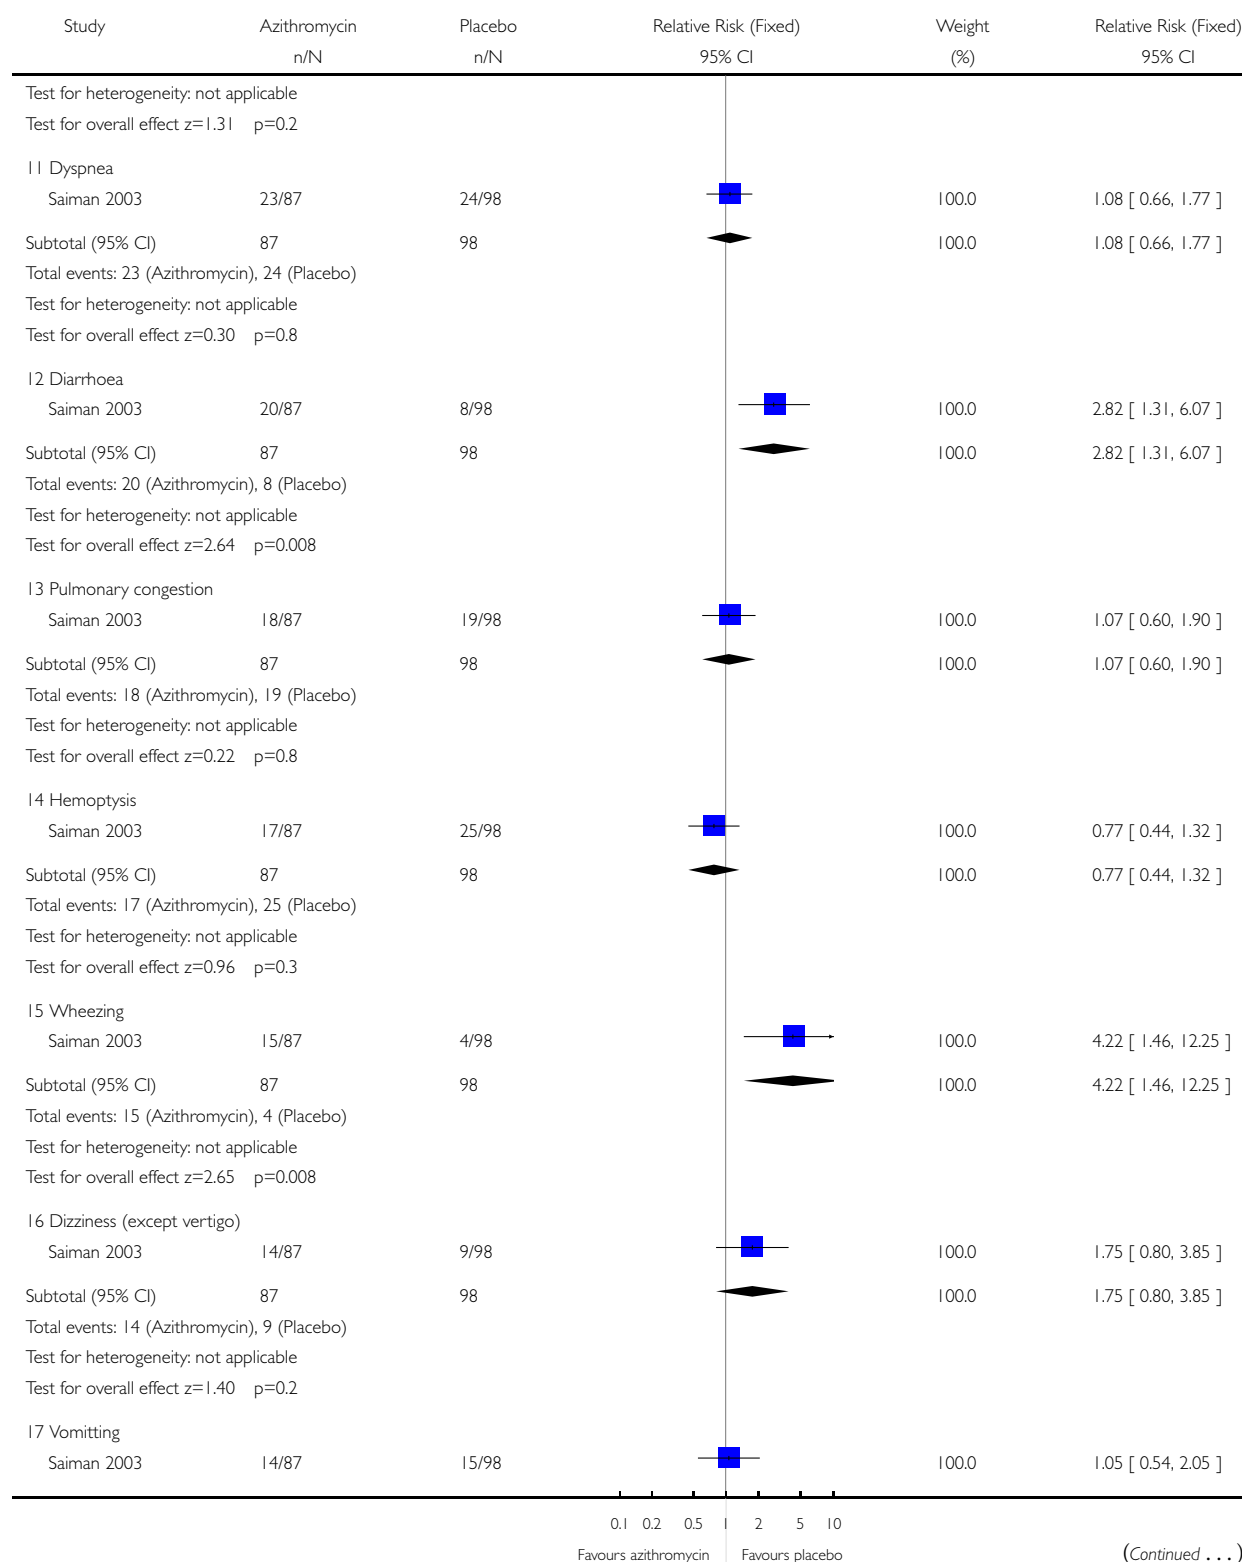 Study Azithromycin Placebo Relative Risk (Fixed) Weight Relative Risk (Fixed)
n/N n/N 95% CI (%) 95% CI
Test for heterogeneity: not applicable
Test for overall effect z=1.31 p=0.2
11 Dyspnea
Saiman 2003 23/87 24/98 100.0 1.08 [ 0.66, 1.77 ]
Subtotal (95% CI) 87 98 100.0 1.08 [ 0.66, 1.77 ]
Total events: 23 (Azithromycin), 24 (Placebo)
Test for heterogeneity: not applicable
Test for overall effect z=0.30 p=0.8
12 Diarrhoea
Saiman 2003 20/87 8/98 100.0 2.82 [ 1.31, 6.07 ]
Subtotal (95% CI) 87 98 100.0 2.82 [ 1.31, 6.07 ]
Total events: 20 (Azithromycin), 8 (Placebo)
Test for heterogeneity: not applicable
Test for overall effect z=2.64 p=0.008
13 Pulmonary congestion
Saiman 2003 18/87 19/98 100.0 1.07 [ 0.60, 1.90 ]
Subtotal (95% CI) 87 98 100.0 1.07 [ 0.60, 1.90 ]
Total events: 18 (Azithromycin), 19 (Placebo)
Test for heterogeneity: not applicable
Test for overall effect z=0.22 p=0.8
14 Hemoptysis
Saiman 2003 17/87 25/98 100.0 0.77 [ 0.44, 1.32 ]
Subtotal (95% CI) 87 98 100.0 0.77 [ 0.44, 1.32 ]
Total events: 17 (Azithromycin), 25 (Placebo)
Test for heterogeneity: not applicable
Test for overall effect z=0.96 p=0.3
15 Wheezing
Saiman 2003 15/87 4/98 100.0 4.22 [ 1.46, 12.25 ]
Subtotal (95% CI) 87 98 100.0 4.22 [ 1.46, 12.25 ]
Total events: 15 (Azithromycin), 4 (Placebo)
Test for heterogeneity: not applicable
Test for overall effect z=2.65 p=0.008
16 Dizziness (except vertigo)
Saiman 2003 14/87 9/98 100.0 1.75 [ 0.80, 3.85 ]
Subtotal (95% CI) 87 98 100.0 1.75 [ 0.80, 3.85 ]
Total events: 14 (Azithromycin), 9 (Placebo)
Test for heterogeneity: not applicable
Test for overall effect z=1.40 p=0.2
17 Vomitting
Saiman 2003 14/87 15/98 100.0 1.05 [ 0.54, 2.05 ]
0.1 0.2 0.5 1 2 5 10
Favours azithromycin Favours placebo (Continued . . . )